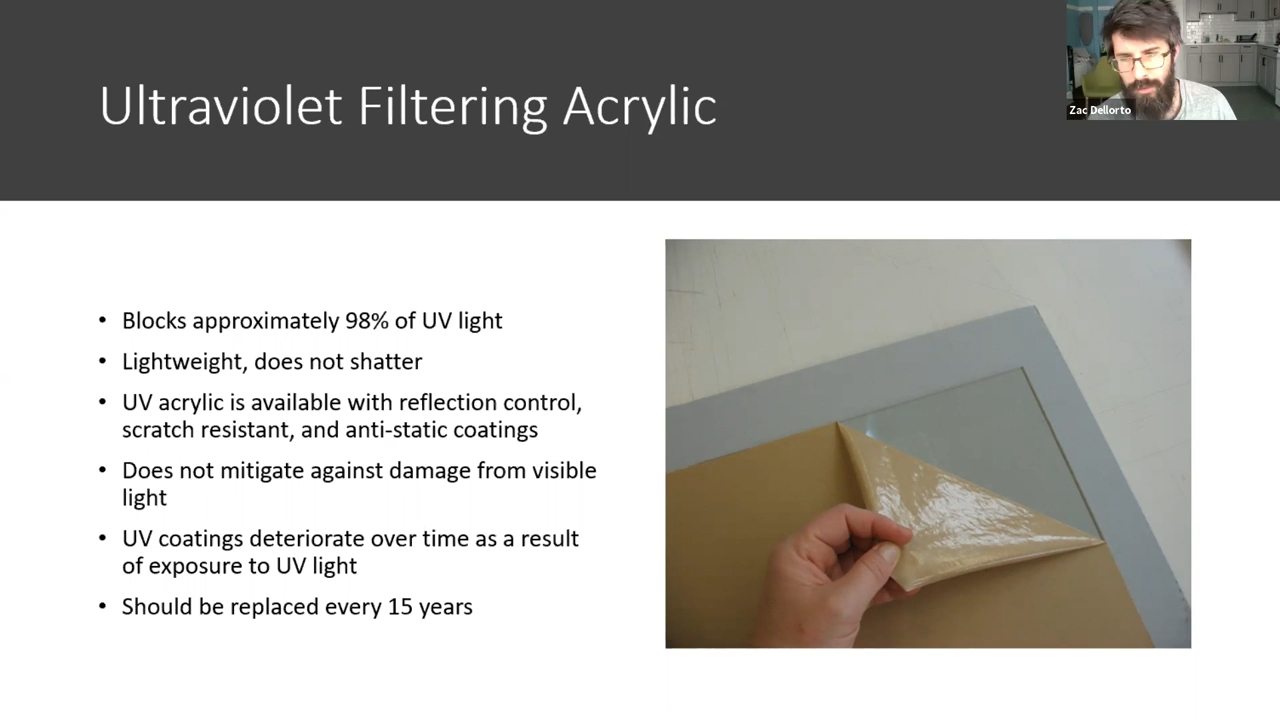 Ultraviolet Filtering Acrylic
Zac Dellorto
• Blocks approximately 98% of UV light
• Lightweight, does not shatter
• UV acrylic is available with reflection control,
scratch resistant, and anti-static coatings
• Does not mitigate against damage from visible
light
• UV coatings deteriorate over time as a result
of exposure to UV light
• Should be replaced every 15 years